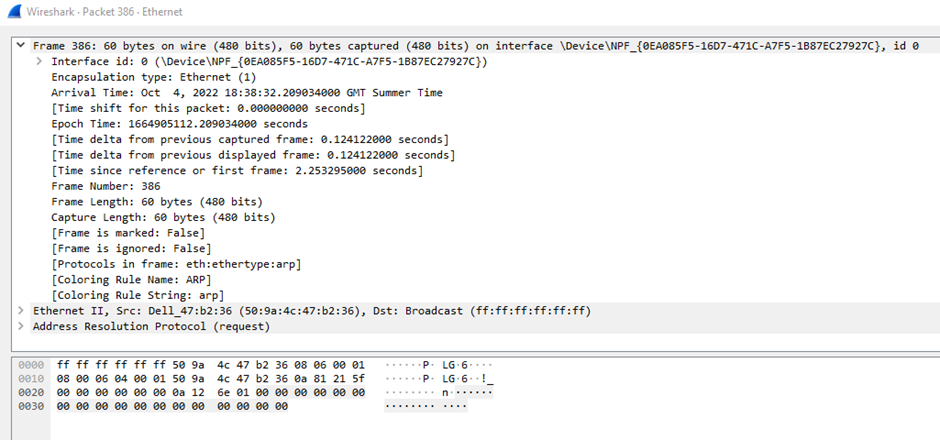 Wireshark · Packet 386 · Ethernet
Frame 386: 60 bytes on wire (480 bits), 60 bytes captured (480 bits) on interface \Device\NPF_{0EA085F5-16D7-471C-A7F5-1B87EC27927C}, id 0
Interface id: 0 (\Device\NPF_{0EA085F5-16D7-471C-A7F5-1B87EC27927C})
Encapsulation type: Ethernet (1)
Arrival Time: Oct  4, 2022 18:38:32.209034000 GMT Summer Time
[Time shift for this packet: 0.000000000 seconds]
Epoch Time: 1664905112.209034000 seconds
[Time delta from previous captured frame: 0.124122000 seconds]
[Time delta from previous displayed frame: 0.124122000 seconds]
[Time since reference or first frame: 2.253295000 seconds]
Frame Number: 386
Frame Length: 60 bytes (480 bits)
Capture Length: 60 bytes (480 bits)
[Frame is marked: False]
[Frame is ignored: False]
[Protocols in frame: eth:ethertype:arp]
[Coloring Rule Name: ARP]
[Coloring Rule String: arp]
Ethernet II, Src: Dell_47:b2:36 (50:9a:4c:47:b2:36), Dst: Broadcast (ff:ff:ff:ff:ff:ff)
Address Resolution Protocol (request)
0000 ff ff ff ff ff ff 50 9a 4c 47 b2 36 08 06 00 01 ······P· LG·6····
0010 08 00 06 04 00 01 50 9a 4c 47 b2 36 0a 81 21 5f ······P· LG·6··!_
0020 00 00 00 00 00 00 0a 12 6e 01 00 00 00 00 00 00 ········ n·······
0030 00 00 00 00 00 00 00 00 00 00 00 00 ········ ····